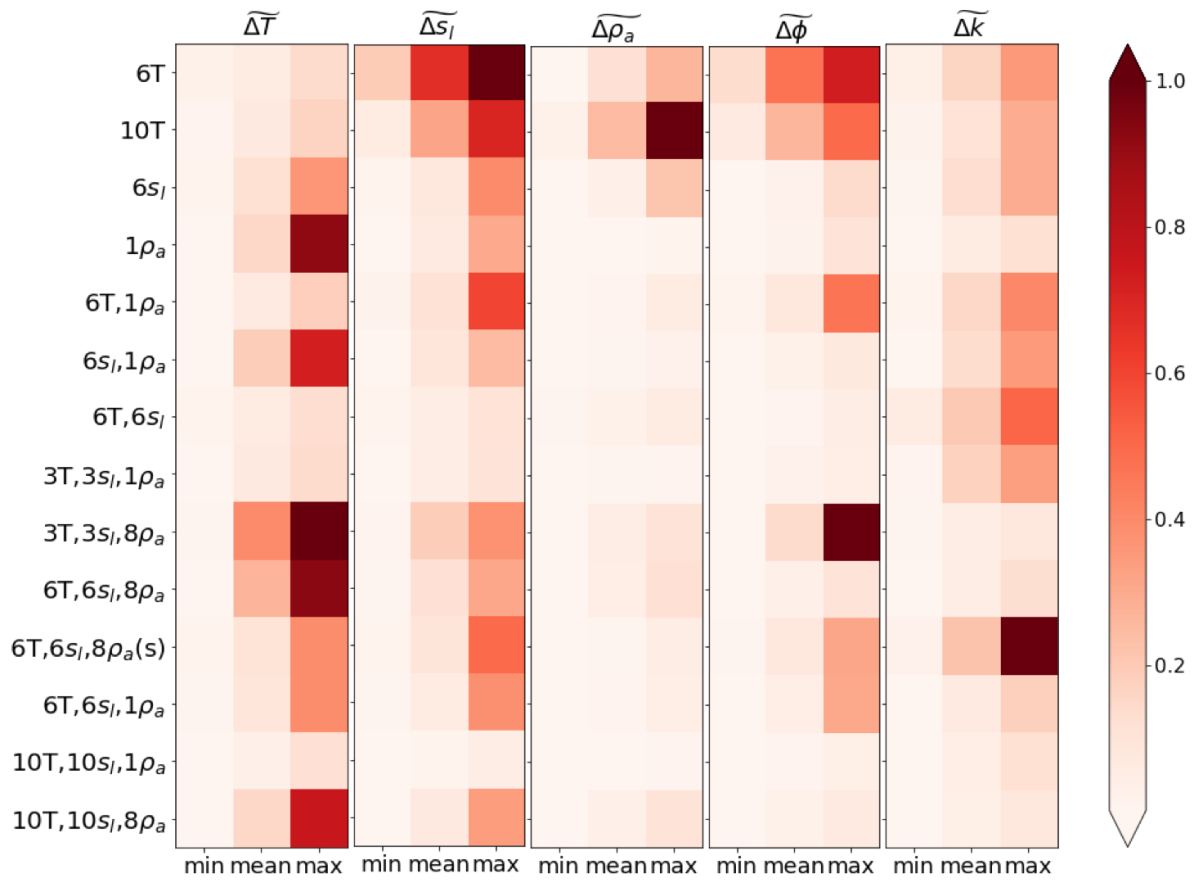 ΔT̃ Δs̃ₗ Δρ̃ₐ Δϕ̃ Δk̃
6T
10T
6sₗ
1ρₐ
6T,1ρₐ
6sₗ,1ρₐ
6T,6sₗ
3T,3sₗ,1ρₐ
3T,3sₗ,8ρₐ
6T,6sₗ,8ρₐ
6T,6sₗ,8ρₐ(s)
6T,6sₗ,1ρₐ
10T,10sₗ,1ρₐ
10T,10sₗ,8ρₐ
min mean max min mean max min mean max min mean max min mean max
1.0
0.8
0.6
0.4
0.2